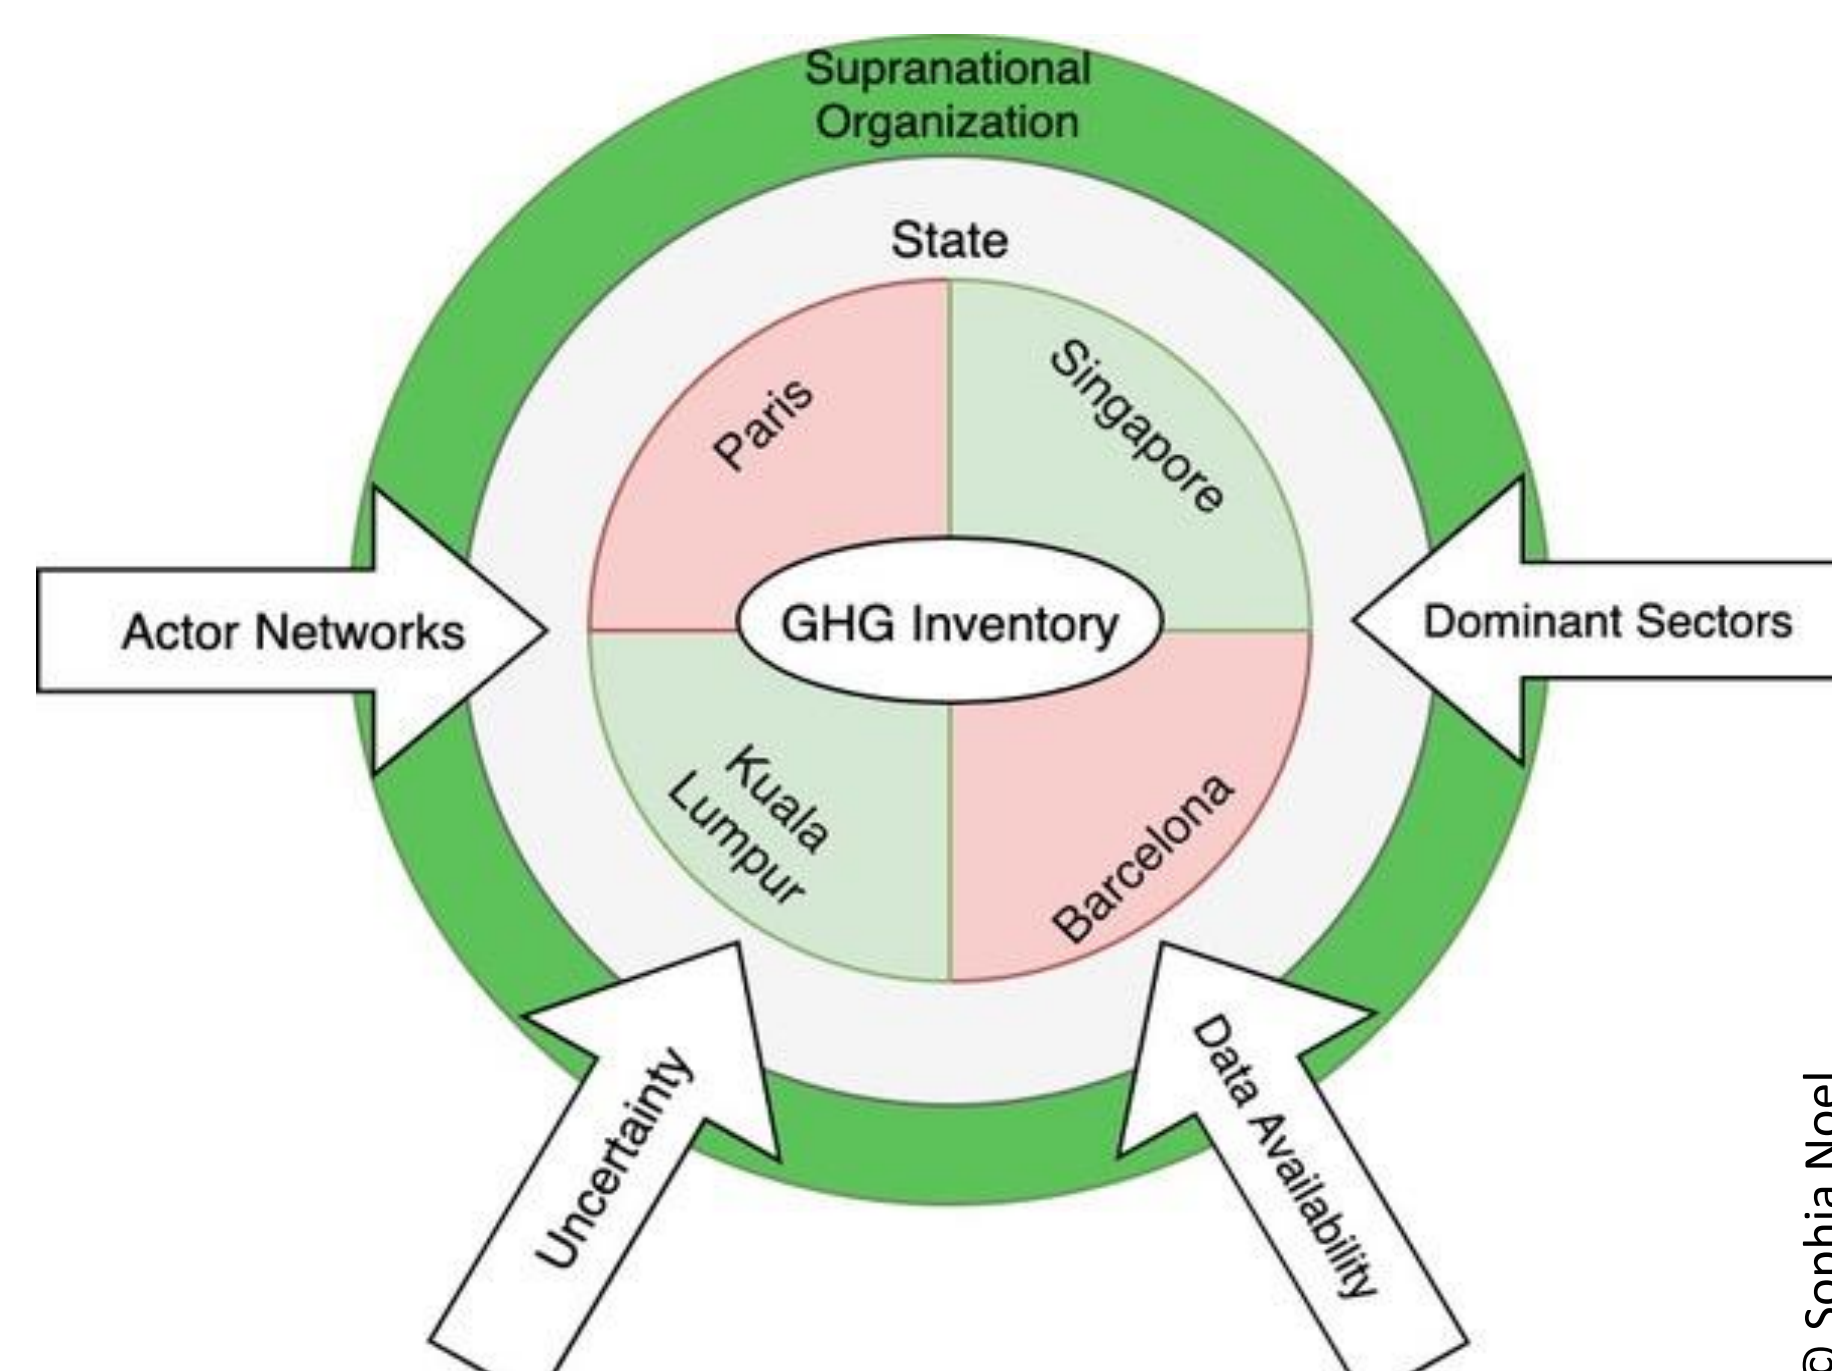 Supranational
Organization
State
Paris
Singapore
Actor Networks
GHG Inventory
Dominant Sectors
Kuala
Lumpur
Barcelona
Uncertainty
Data Availability
© Sophia Noel